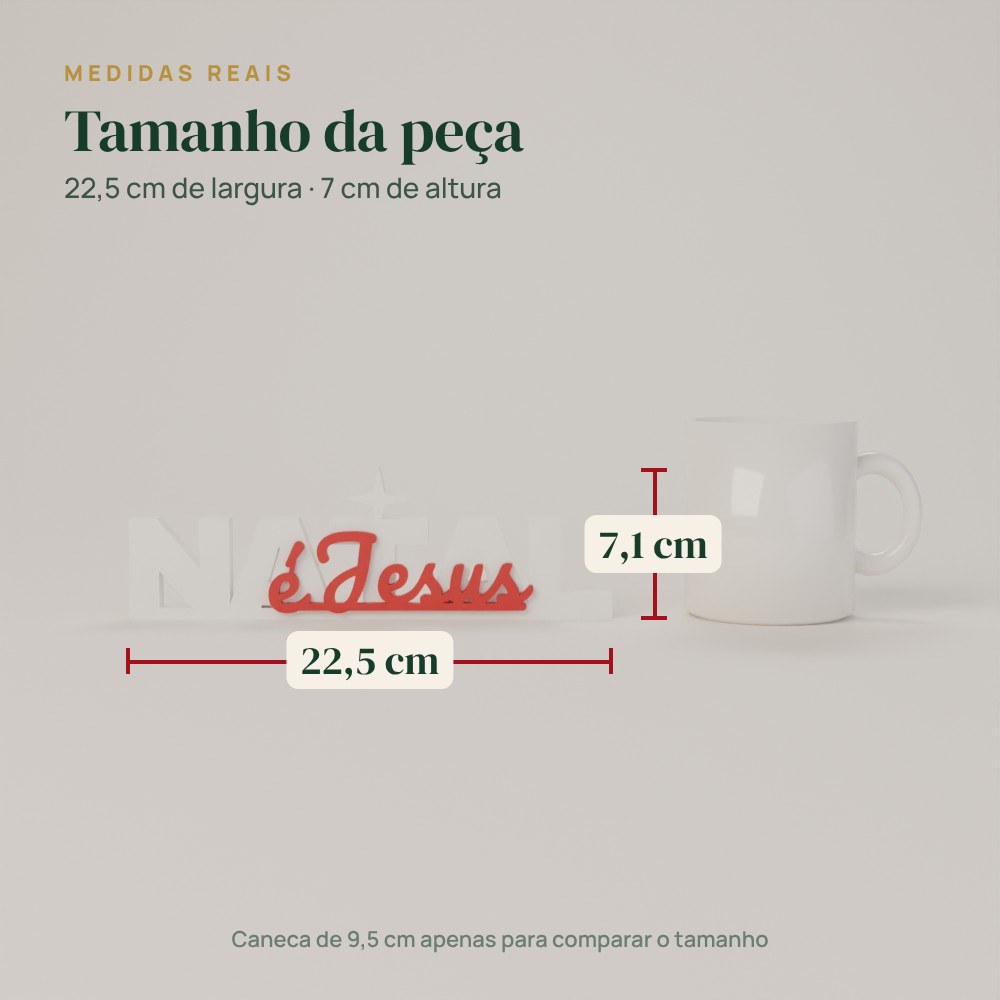 MEDIDAS REAIS
Tamanho da peça
22,5 cm de largura · 7 cm de altura
NATAL
é Jesus
7,1 cm
22,5 cm
Caneca de 9,5 cm apenas para comparar o tamanho